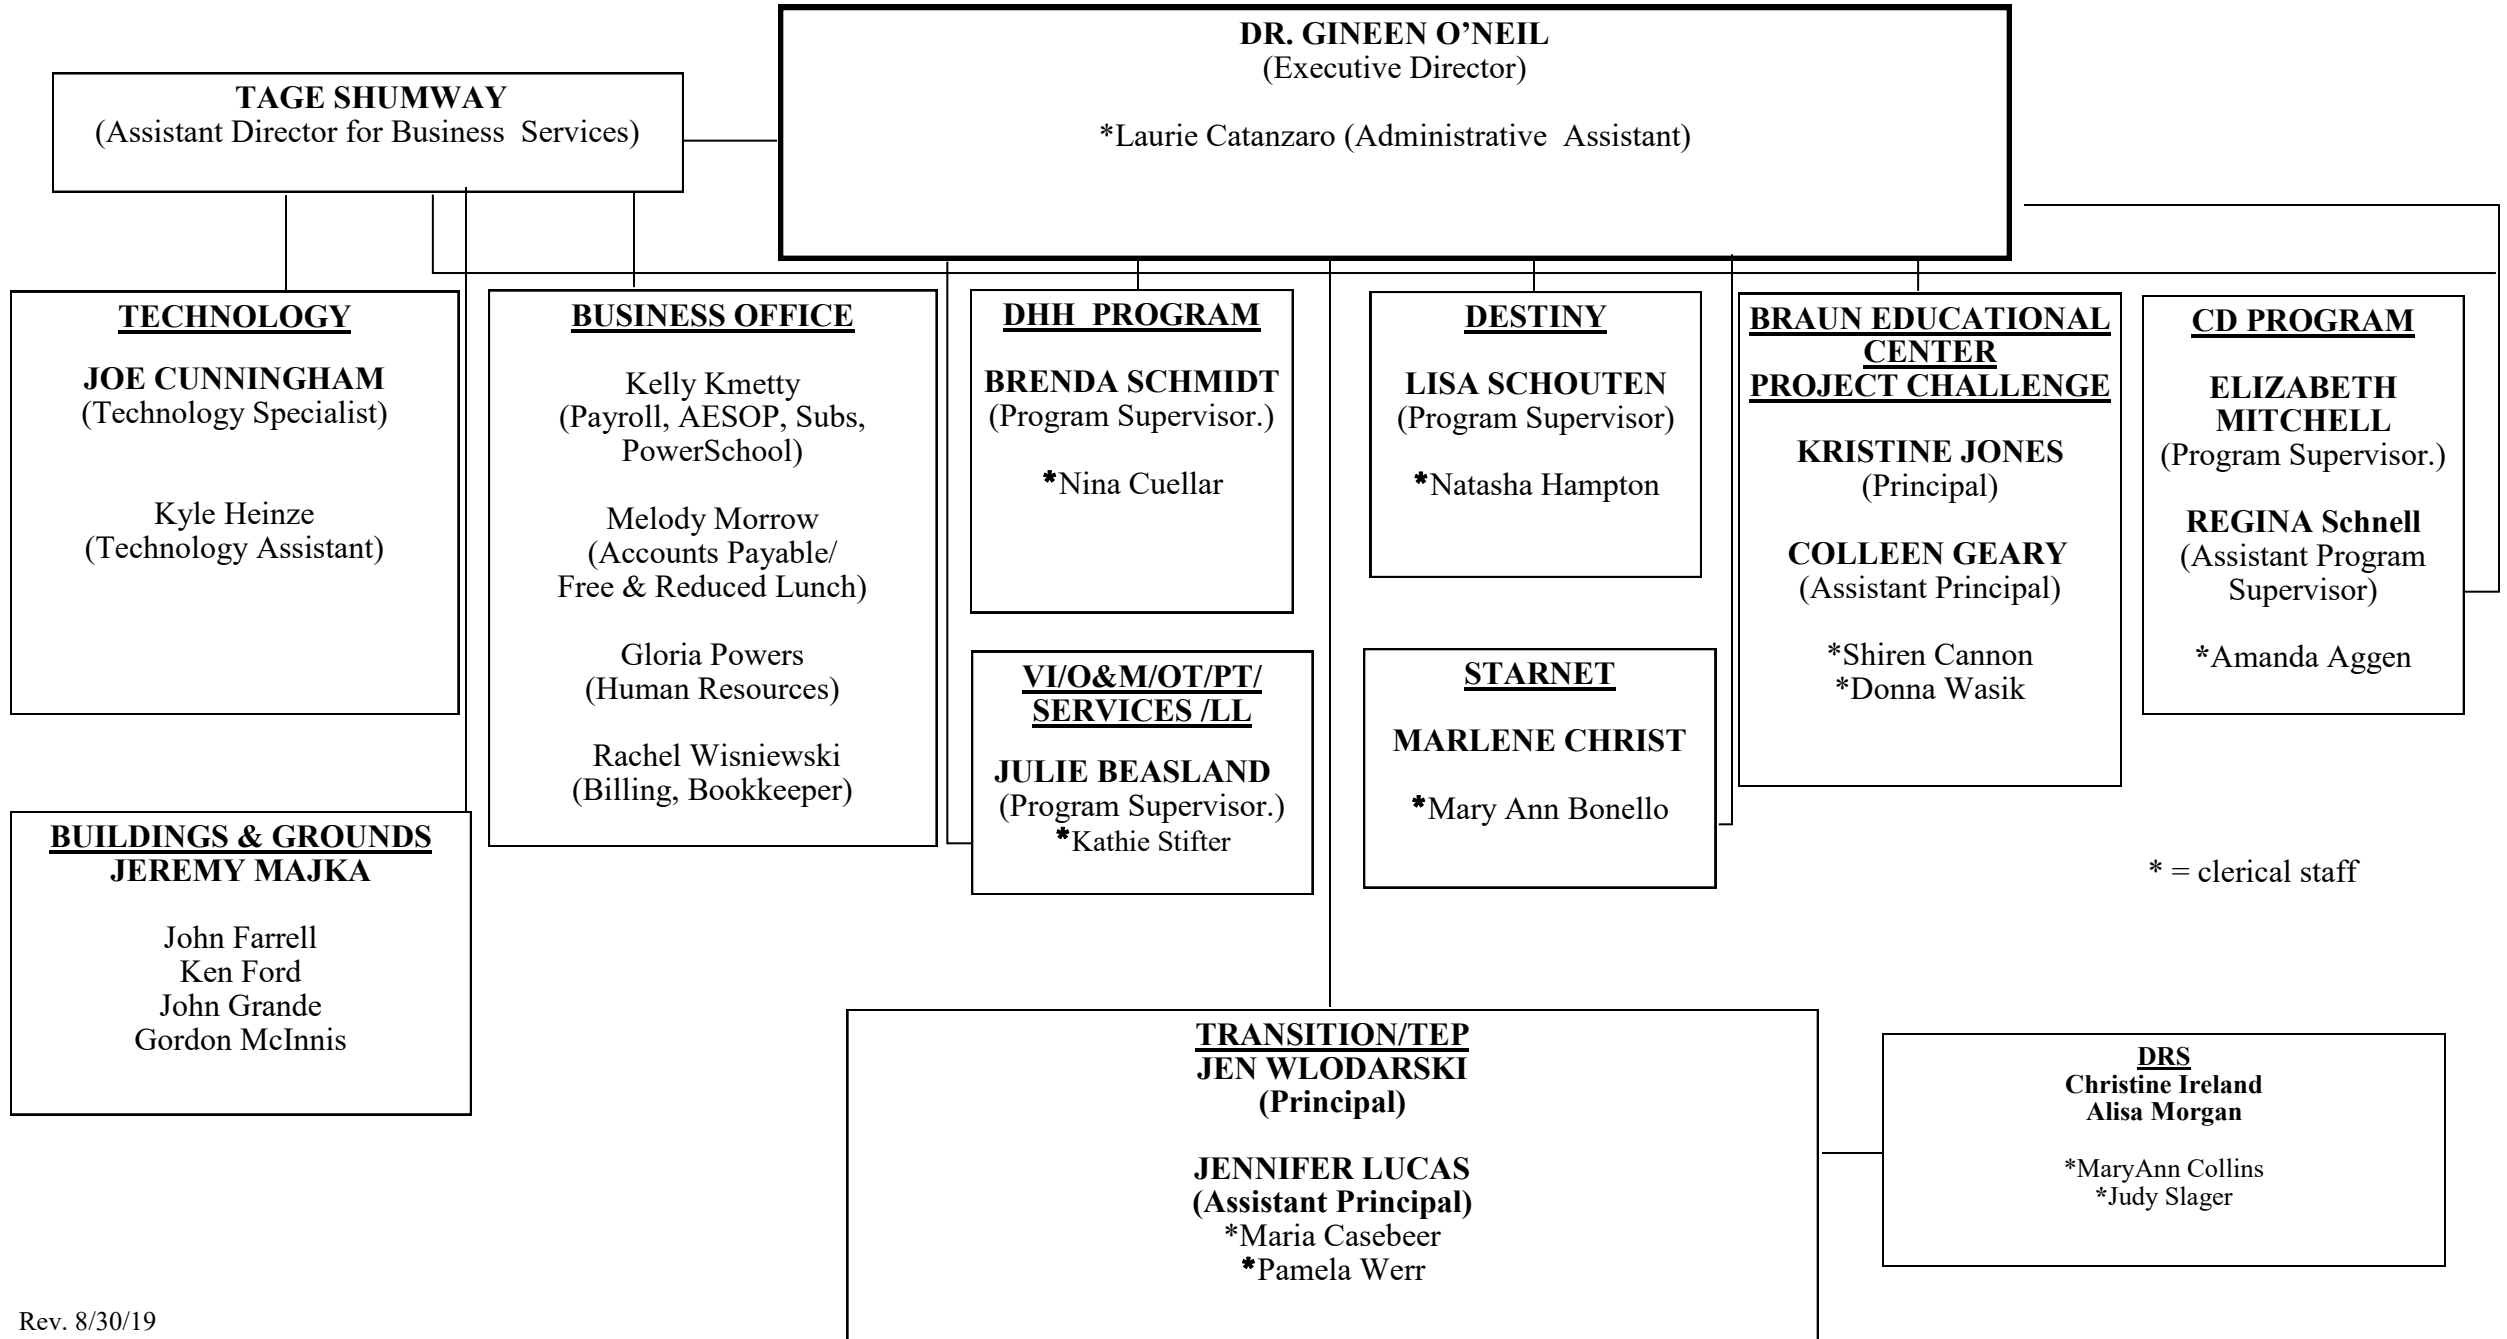 DR. GINEEN O’NEIL
(Executive Director)
*Laurie Catanzaro (Administrative  Assistant)
TAGE SHUMWAY
(Assistant Director for Business  Services)
TECHNOLOGY
JOE CUNNINGHAM
(Technology Specialist)
Kyle Heinze
(Technology Assistant)
BUSINESS OFFICE
Kelly Kmetty
(Payroll, AESOP, Subs,
PowerSchool)
Melody Morrow
(Accounts Payable/
Free & Reduced Lunch)
Gloria Powers
(Human Resources)
Rachel Wisniewski
(Billing, Bookkeeper)
DHH  PROGRAM
BRENDA SCHMIDT
(Program Supervisor.)
*Nina Cuellar
DESTINY
LISA SCHOUTEN
(Program Supervisor)
*Natasha Hampton
BRAUN EDUCATIONAL
CENTER
PROJECT CHALLENGE
KRISTINE JONES
(Principal)
COLLEEN GEARY
(Assistant Principal)
*Shiren Cannon
*Donna Wasik
CD PROGRAM
ELIZABETH
MITCHELL
(Program Supervisor.)
REGINA Schnell
(Assistant Program
Supervisor)
*Amanda Aggen
VI/O&M/OT/PT/
SERVICES /LL
JULIE BEASLAND
(Program Supervisor.)
*Kathie Stifter
STARNET
MARLENE CHRIST
*Mary Ann Bonello
BUILDINGS & GROUNDS
JEREMY MAJKA
John Farrell
Ken Ford
John Grande
Gordon McInnis
* = clerical staff
TRANSITION/TEP
JEN WLODARSKI
(Principal)
JENNIFER LUCAS
(Assistant Principal)
*Maria Casebeer
*Pamela Werr
DRS
Christine Ireland
Alisa Morgan
*MaryAnn Collins
*Judy Slager
Rev. 8/30/19